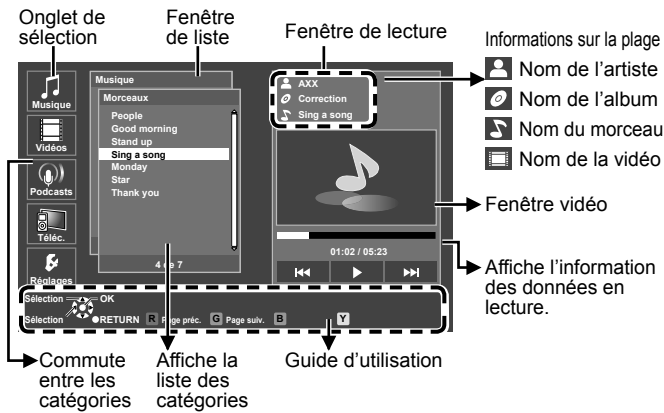 Onglet de
sélection
Fenêtre
de liste
Fenêtre de lecture
Informations sur la plage
Nom de l'artiste
Nom de l'album
Nom du morceau
Nom de la vidéo
Fenêtre vidéo
Affiche l'information
des données en
lecture.
Musique
Vidéos
Podcasts
Téléc.
Réglages
Musique
Morceaux
People
Good morning
Stand up
Sing a song
Monday
Star
Thank you
4 de 7
AXX
Correction
Sing a song
01:02 / 05:23
Sélection OK
Sélection RETURN R Page préc. G Page suiv. B Y
Commute
entre les
catégories
Affiche la
liste des
catégories
Guide d'utilisation